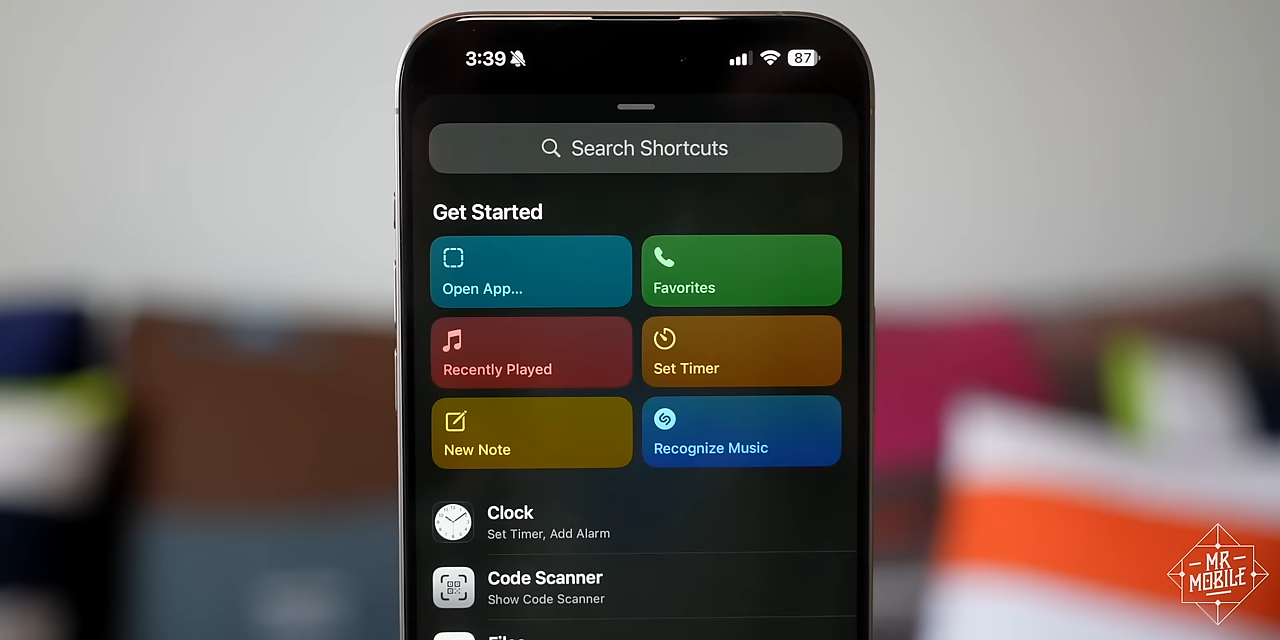 3:39
87
Search Shortcuts
Get Started
Open App...
Favorites
Recently Played
Set Timer
New Note
Recognize Music
Clock
Set Timer, Add Alarm
Code Scanner
Show Code Scanner
Files
MR
MOBILE